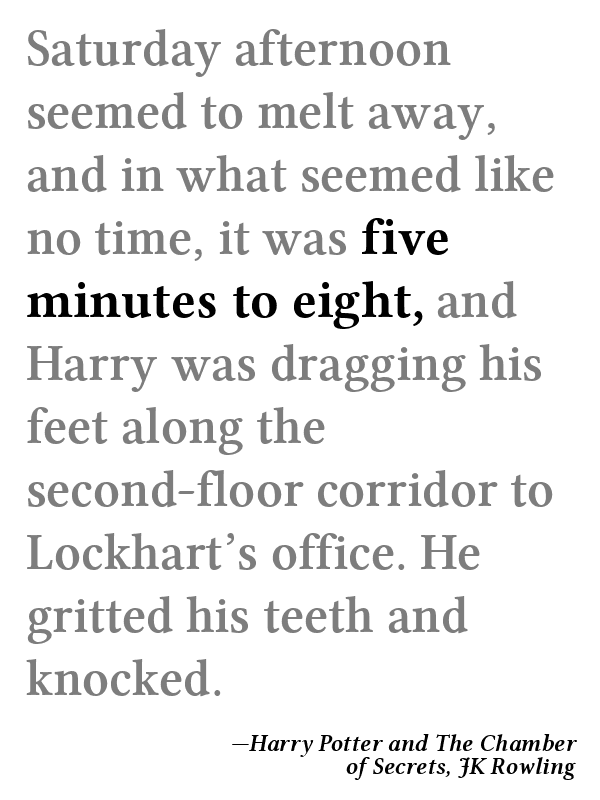 Saturday afternoon
seemed to melt away,
and in what seemed like
no time, it was five
minutes to eight, and
Harry was dragging his
feet along the
second-floor corridor to
Lockhart’s office. He
gritted his teeth and
knocked.
—Harry Potter and The Chamber
of Secrets, JK Rowling